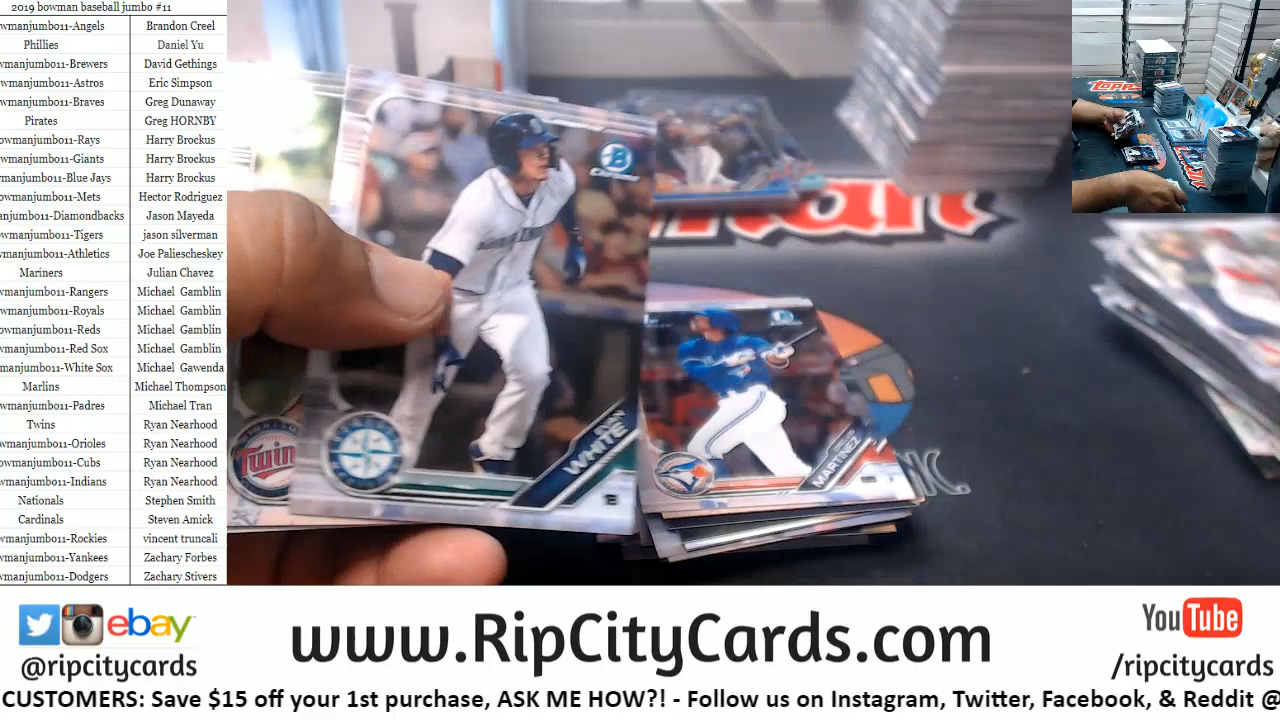 2019 bowman baseball jumbo #11
wmanjumbo11-Angels Brandon Creel
Phillies Daniel Yu
wmanjumbo11-Brewers David Gethings
wmanjumbo11-Astros Eric Simpson
wmanjumbo11-Braves Greg Dunaway
Pirates Greg HORNBY
owmanjumbo11-Rays Harry Brockus
owmanjumbo11-Giants Harry Brockus
owmanjumbo11-Blue Jays Harry Brockus
owmanjumbo11-Mets Hector Rodriguez
anjumbo11-Diamondbacks Jason Mayeda
owmanjumbo11-Tigers jason silverman
wmanjumbo11-Athletics Joe Paliescheskey
Mariners Julian Chavez
wmanjumbo11-Rangers Michael Gamblin
wmanjumbo11-Royals Michael Gamblin
owmanjumbo11-Reds Michael Gamblin
wmanjumbo11-Red Sox Michael Gamblin
wmanjumbo11-White Sox Michael Gawenda
Marlins Michael Thompson
wmanjumbo11-Padres Michael Tran
Twins Ryan Nearhood
wmanjumbo11-Orioles Ryan Nearhood
owmanjumbo11-Cubs Ryan Nearhood
wmanjumbo11-Indians Ryan Nearhood
Nationals Stephen Smith
Cardinals Steven Amick
wmanjumbo11-Rockies vincent truncali
wmanjumbo11-Yankees Zachary Forbes
wmanjumbo11-Dodgers Zachary Stivers
B
Twin
WHITE
MARTINEZ
Topps
ebay
@ripcitycards
www.RipCityCards.com
YouTube
/ripcitycards
CUSTOMERS: Save $15 off your 1st purchase, ASK ME HOW?! - Follow us on Instagram, Twitter, Facebook, & Reddit @